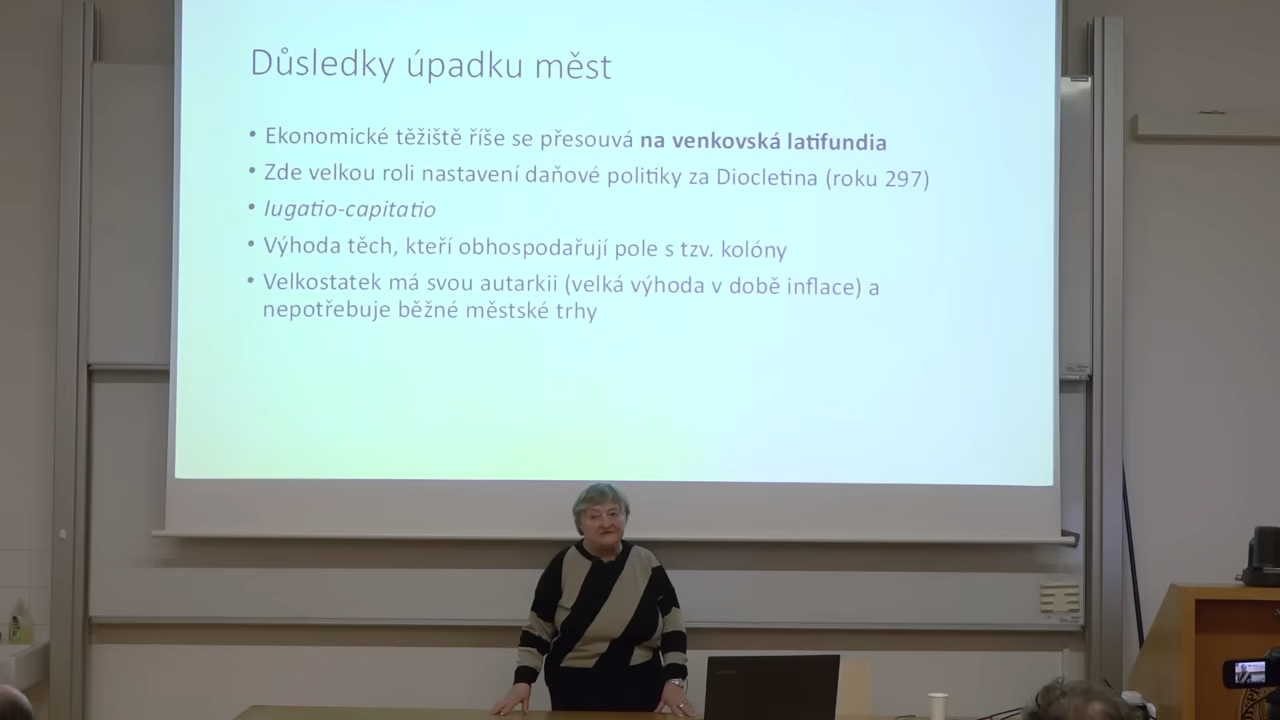 Důsledky úpadku měst
• Ekonomické těžiště říše se přesouvá na venkovská latifundia
• Zde velkou roli nastavení daňové politiky za Diocletina (roku 297)
• Iugatio-capitatio
• Výhoda těch, kteří obhospodařují pole s tzv. kolóny
• Velkostatek má svou autarkii (velká výhoda v době inflace) a
nepotřebuje běžné městské trhy